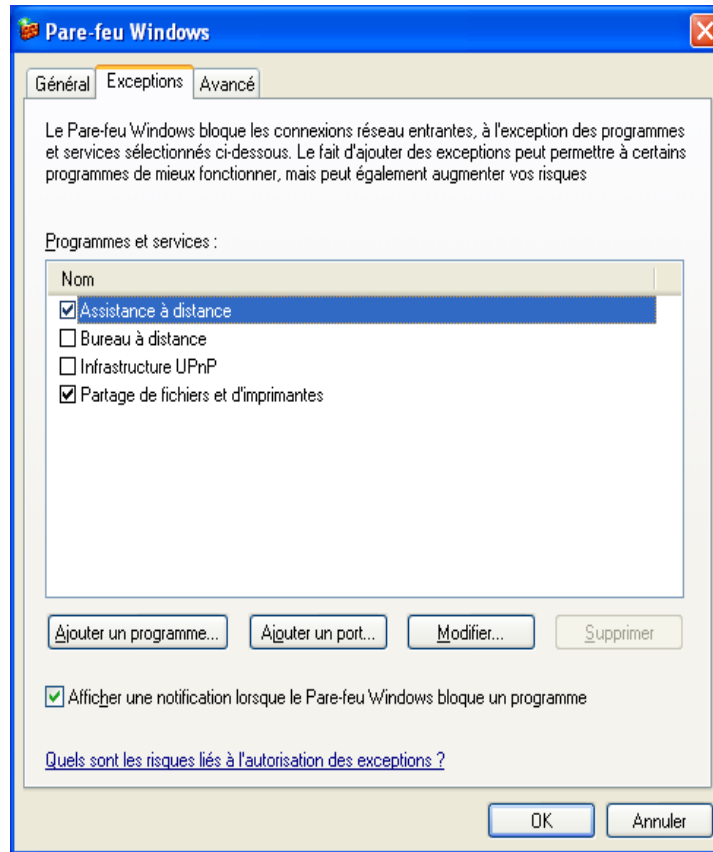 Pare-feu Windows
Général Exceptions Avancé
Le Pare-feu Windows bloque les connexions réseau entrantes, à l'exception des programmes
et services sélectionnés ci-dessous. Le fait d'ajouter des exceptions peut permettre à certains
programmes de mieux fonctionner, mais peut également augmenter vos risques
Programmes et services :
Nom
Assistance à distance
Bureau à distance
Infrastructure UPnP
Partage de fichiers et d'imprimantes
Ajouter un programme... Ajouter un port... Modifier... Supprimer
Afficher une notification lorsque le Pare-feu Windows bloque un programme
Quels sont les risques liés à l'autorisation des exceptions ?
OK Annuler